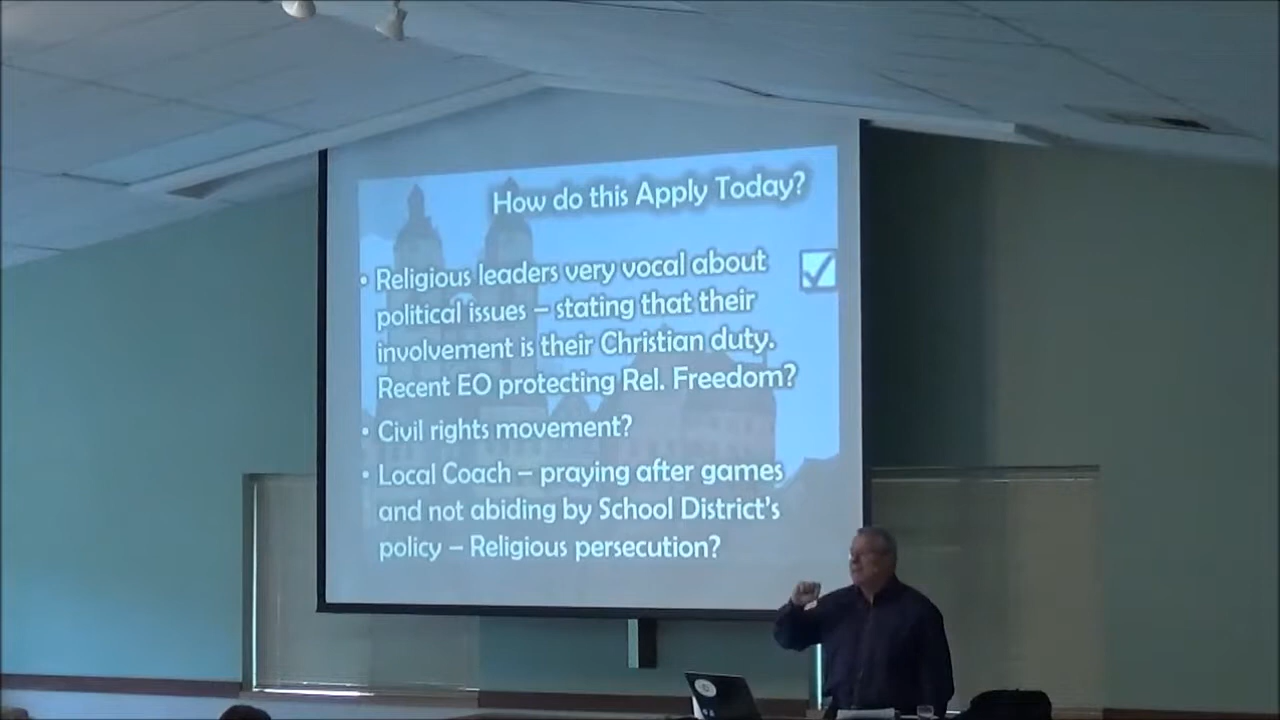 How do this Apply Today?
• Religious leaders very vocal about
political issues – stating that their
involvement is their Christian duty.
Recent EO protecting Rel. Freedom?
• Civil rights movement?
• Local Coach – praying after games
and not abiding by School District's
policy – Religious persecution?